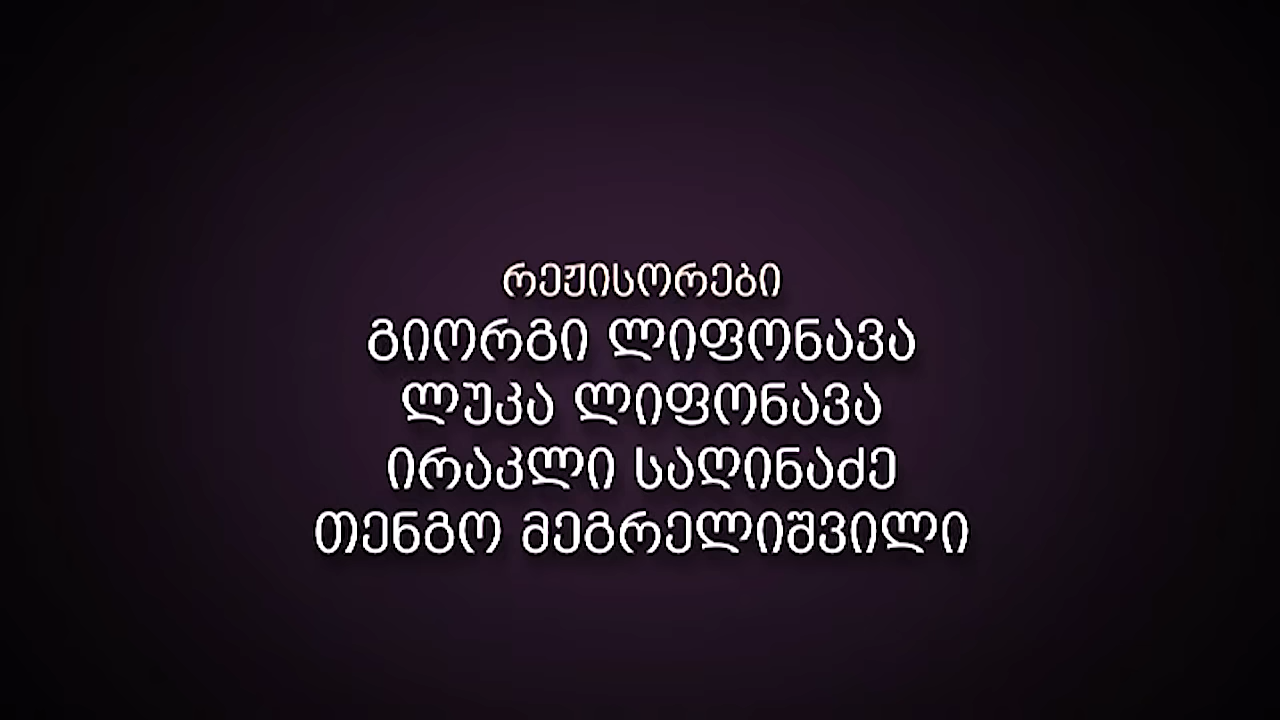 რეჟისორები
გიორგი ლიფონავა
ლუკა ლიფონავა
ირაკლი საღინაძე
თენგო მეგრელიშვილი